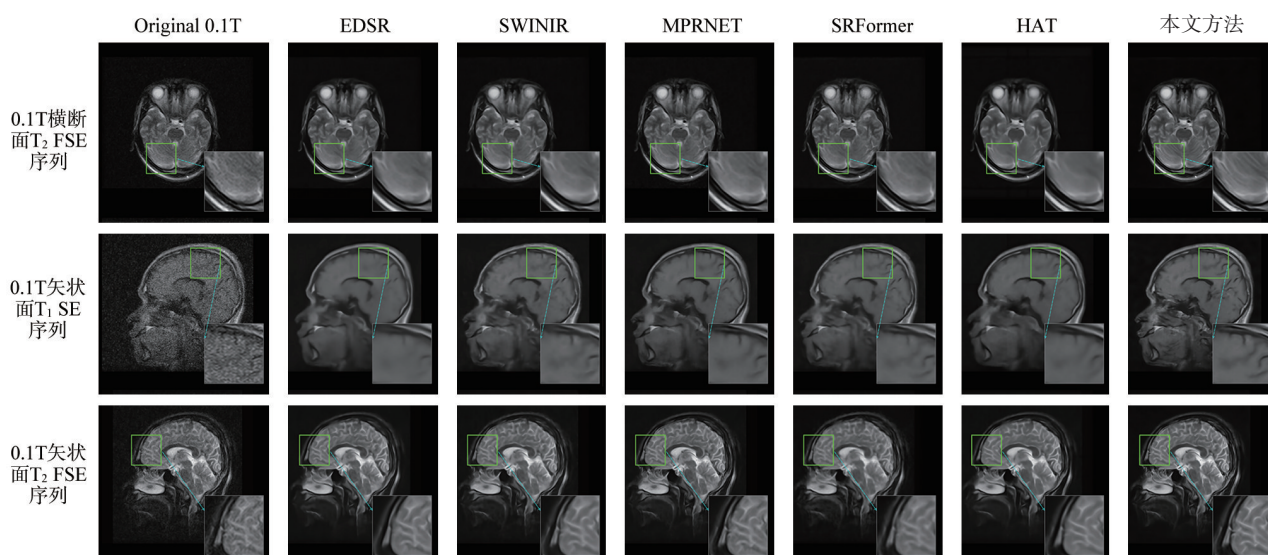 Original 0.1T EDSR SWINIR MPRNET SRFormer HAT 本文方法
0.1T横断
面T₂ FSE
序列
0.1T矢状
面T₁ SE
序列
0.1T矢状
面T₂ FSE
序列